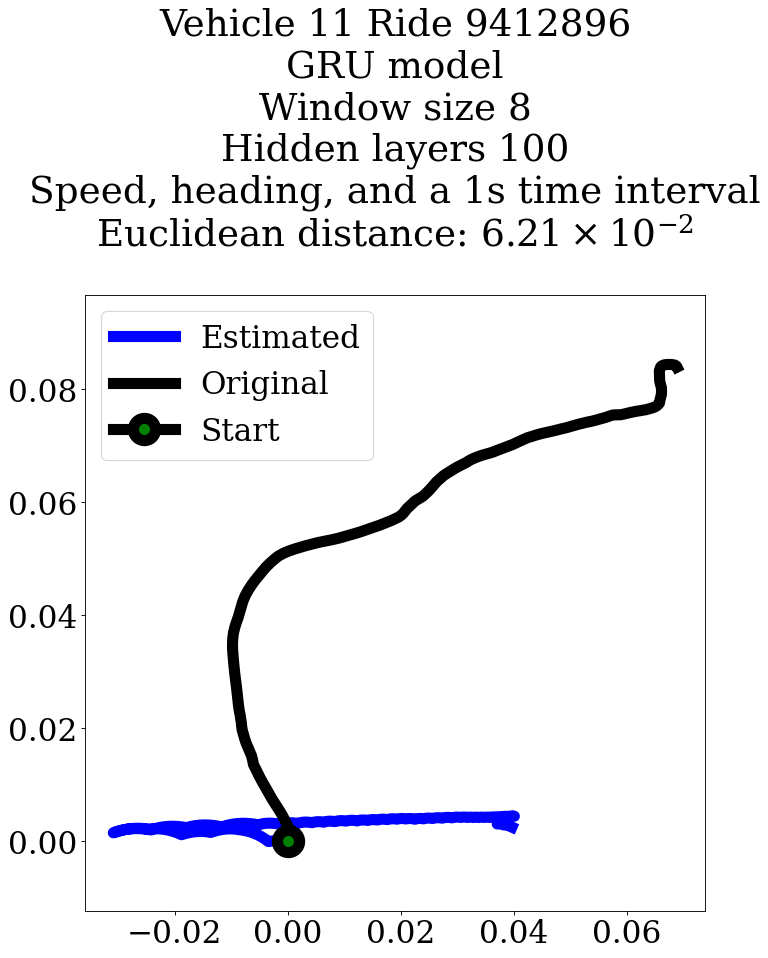 Vehicle 11 Ride 9412896
GRU model
Window size 8
Hidden layers 100
Speed, heading, and a 1s time interval
Euclidean distance: 6.21 × 10⁻²
Estimated
Original
Start
0.08
0.06
0.04
0.02
0.00
−0.02 0.00 0.02 0.04 0.06